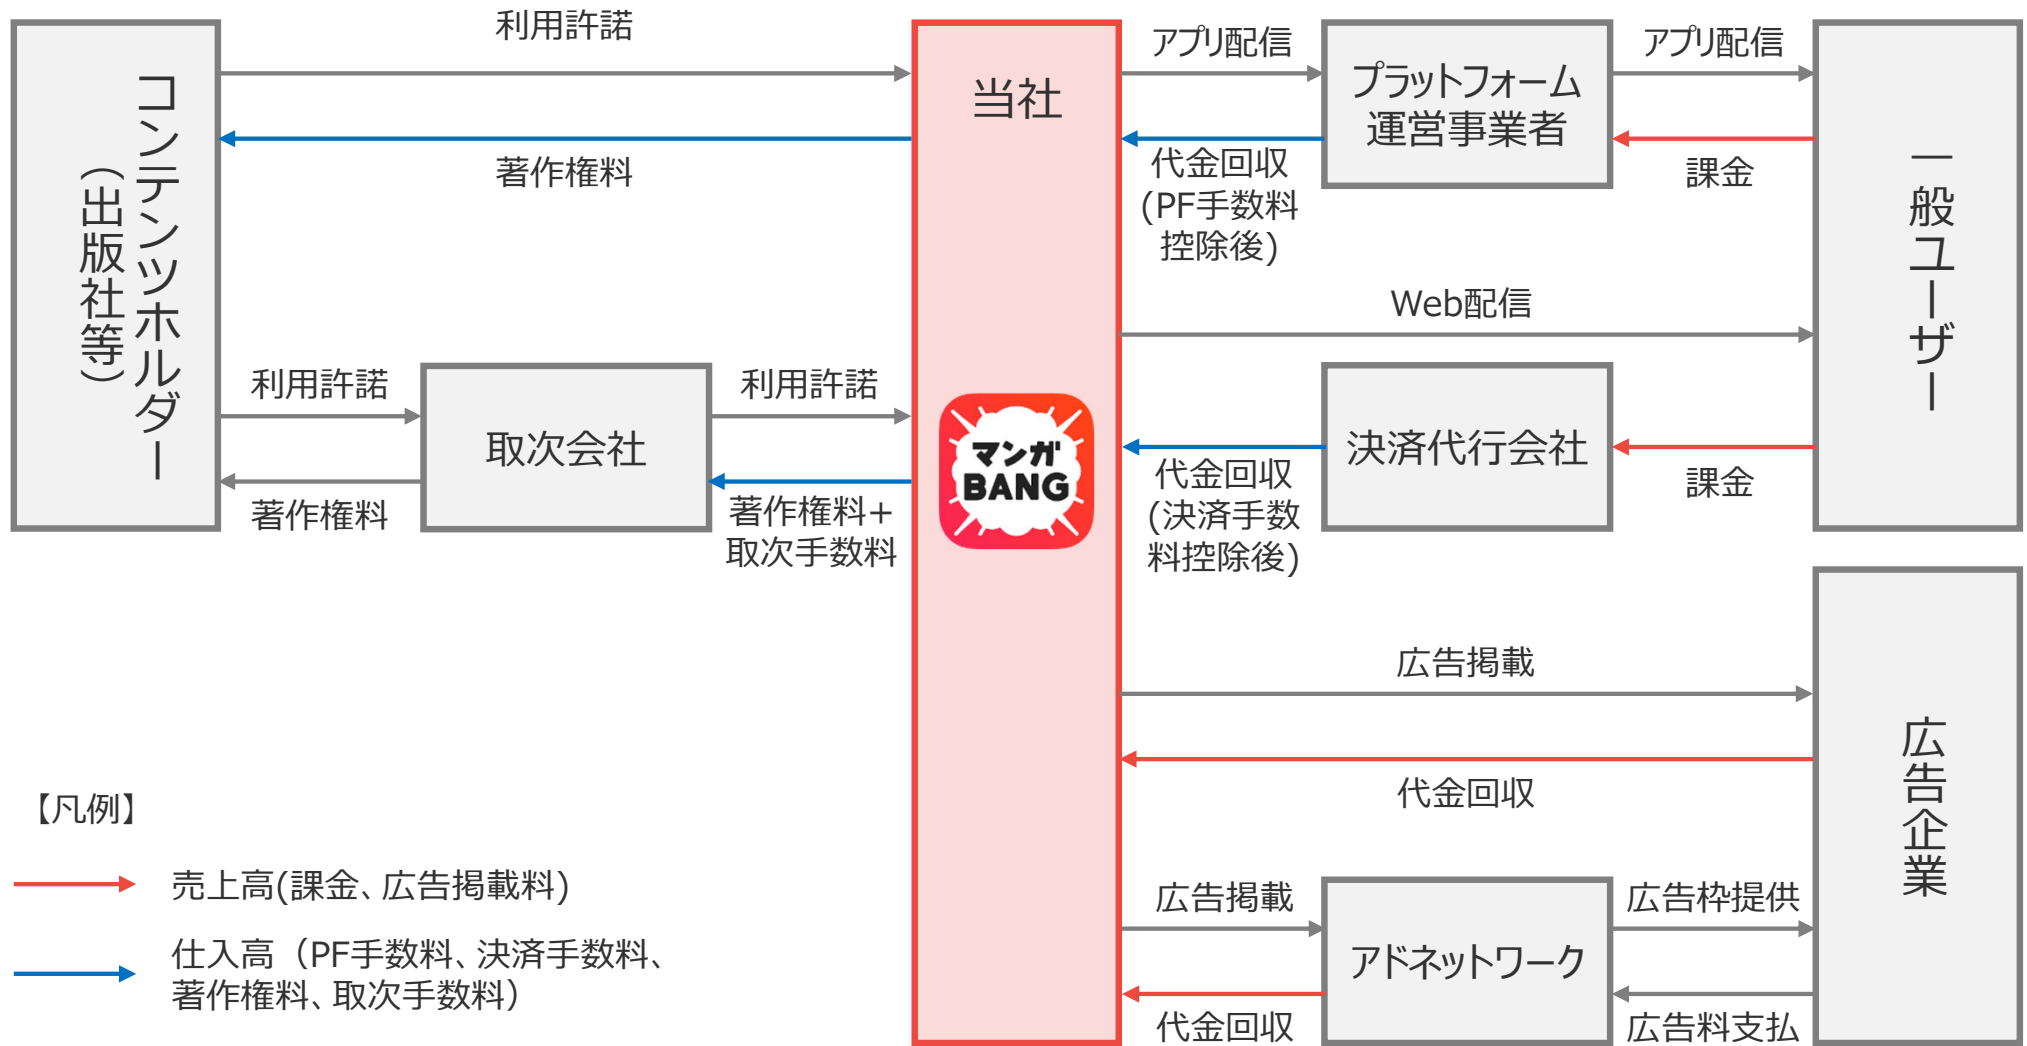 利用許諾
著作権料
コンテンツホルダー
（出版社等）
利用許諾
著作権料
取次会社
利用許諾
著作権料＋
取次手数料
当社
マンガ
BANG
アプリ配信
代金回収
(PF手数料
控除後)
プラットフォーム
運営事業者
アプリ配信
課金
Web配信
代金回収
(決済手数
料控除後)
決済代行会社
課金
一般ユーザー
広告掲載
代金回収
広告企業
広告掲載
代金回収
アドネットワーク
広告枠提供
広告料支払
【凡例】
売上高(課金、広告掲載料)
仕入高（PF手数料、決済手数料、
著作権料、取次手数料）